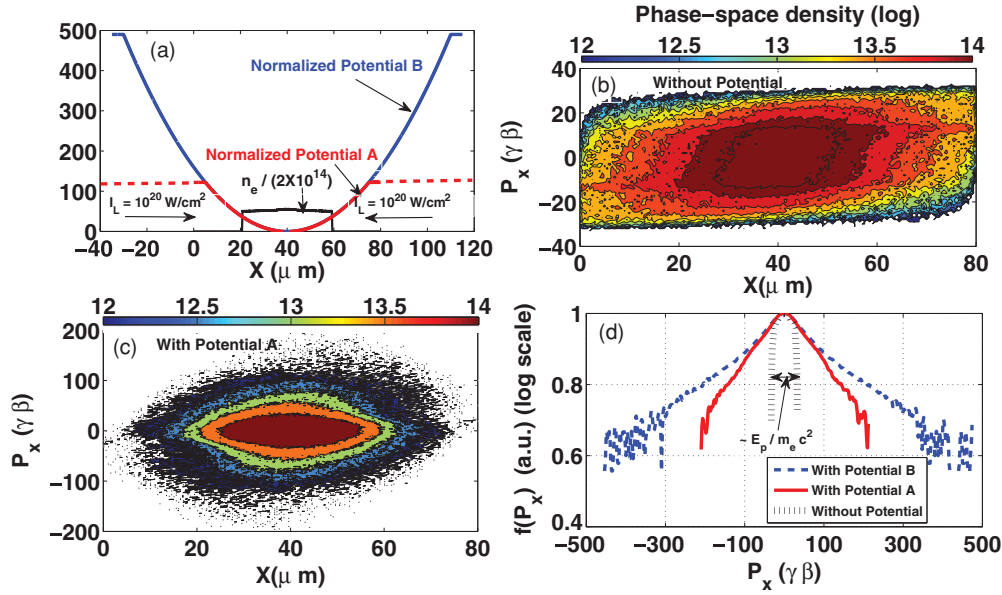 (a)
500
400
300
200
100
0
Normalized Potential B
Normalized Potential A
n_e / (2X10^14)
I_L = 10^20 W/cm^2
I_L = 10^20 W/cm^2
-40 -20 0 20 40 60 80 100 120
X (μ m)
Phase-space density (log)
12 12.5 13 13.5 14
(b)
Without Potential
40
20
0
-20
-40
P_x (γ β)
0 20 40 60 80
X(μ m)
12 12.5 13 13.5 14
(c)
With Potential A
200
100
0
-100
-200
P_x (γ β)
0 20 40 60 80
X(μ m)
(d)
1
0.8
0.6
0.4
f(P_x) (a.u.) (log scale)
~ E_p / m_e c^2
With Potential B
With Potential A
Without Potential
-500 -300 -100 100 300 500
P_x (γ β)